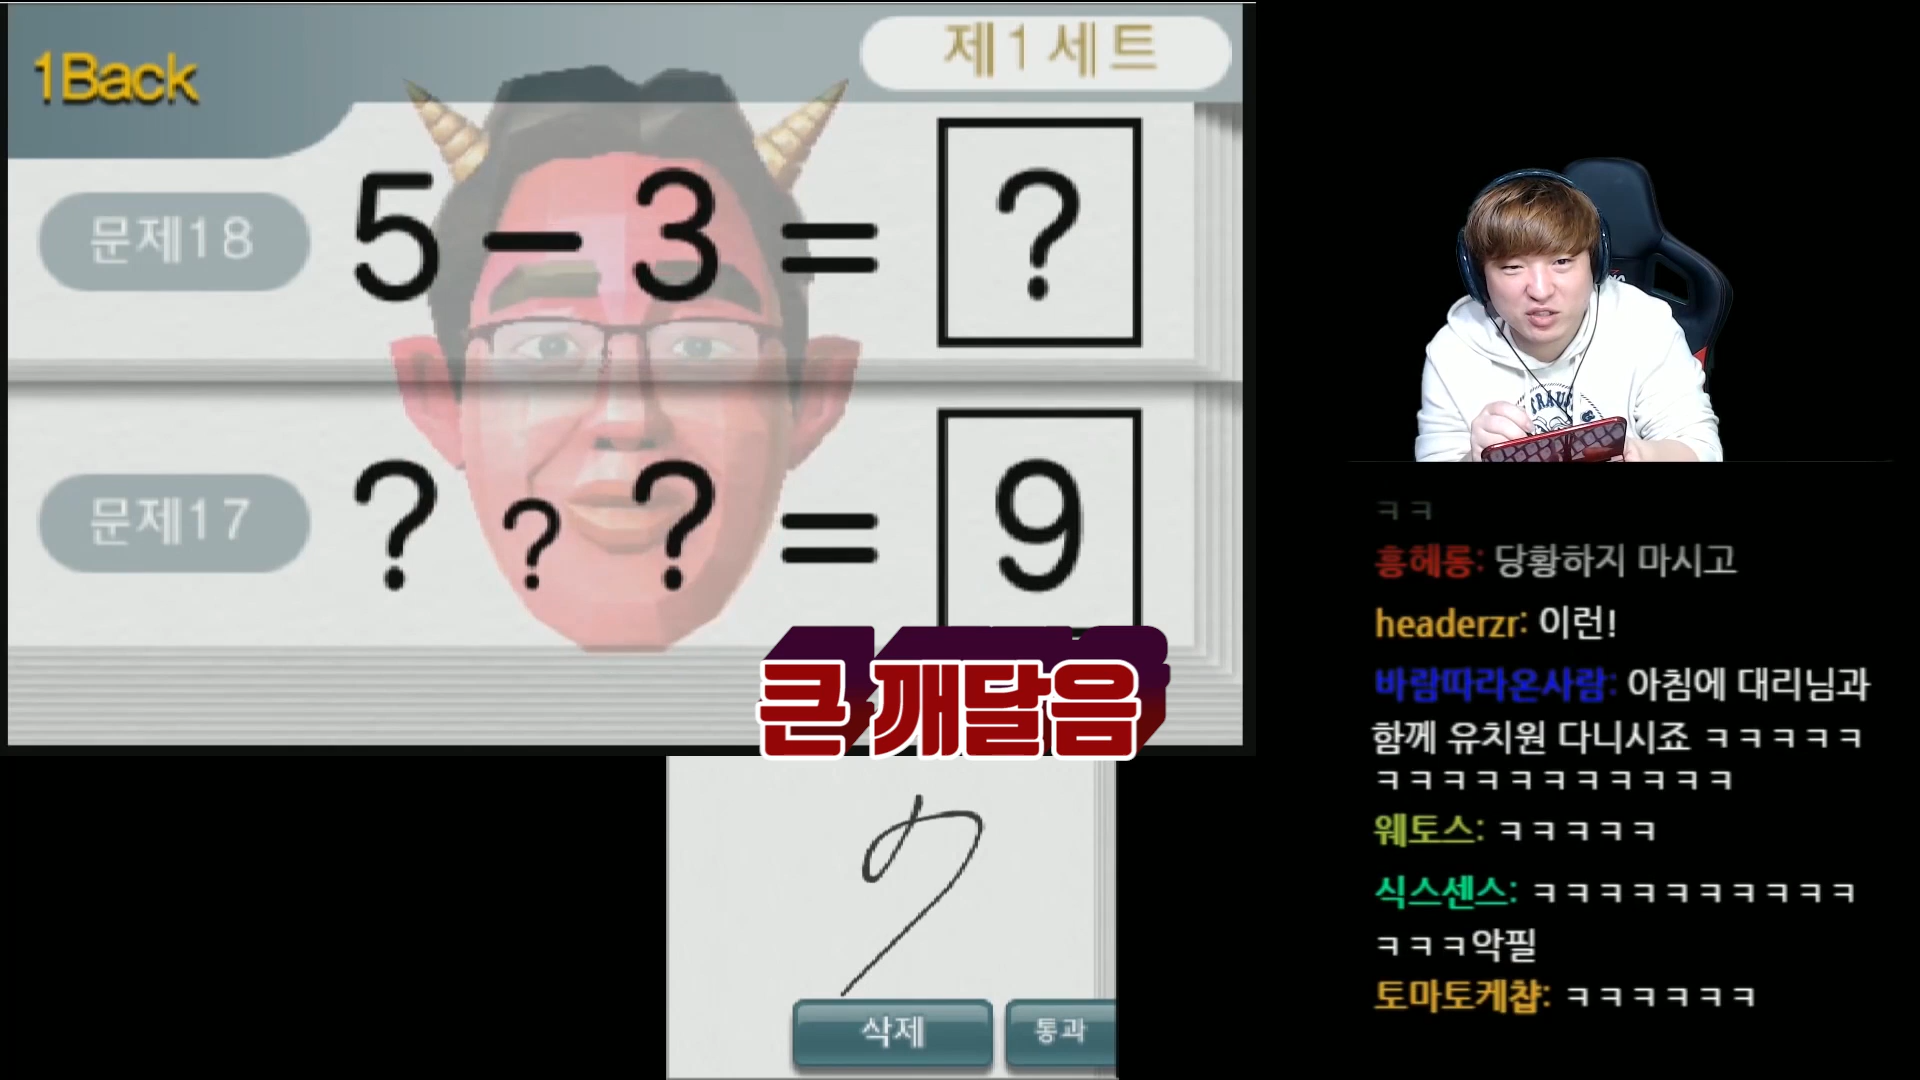 1Back
제1세트
문제18
5 - 3 = ?
문제17
? ? ? = 9
큰 깨달음
9
삭제
통과
ㅋㅋ
흥헤롱: 당황하지 마시고
headerzr: 이런!
바람따라온사람: 아침에 대리님과
함께 유치원 다니시죠 ㅋㅋㅋㅋㅋ
ㅋㅋㅋㅋㅋㅋㅋㅋㅋㅋㅋ
웨토스: ㅋㅋㅋㅋㅋ
식스센스: ㅋㅋㅋㅋㅋㅋㅋㅋㅋㅋ
ㅋㅋㅋ악필
토마토케챱: ㅋㅋㅋㅋㅋㅋ